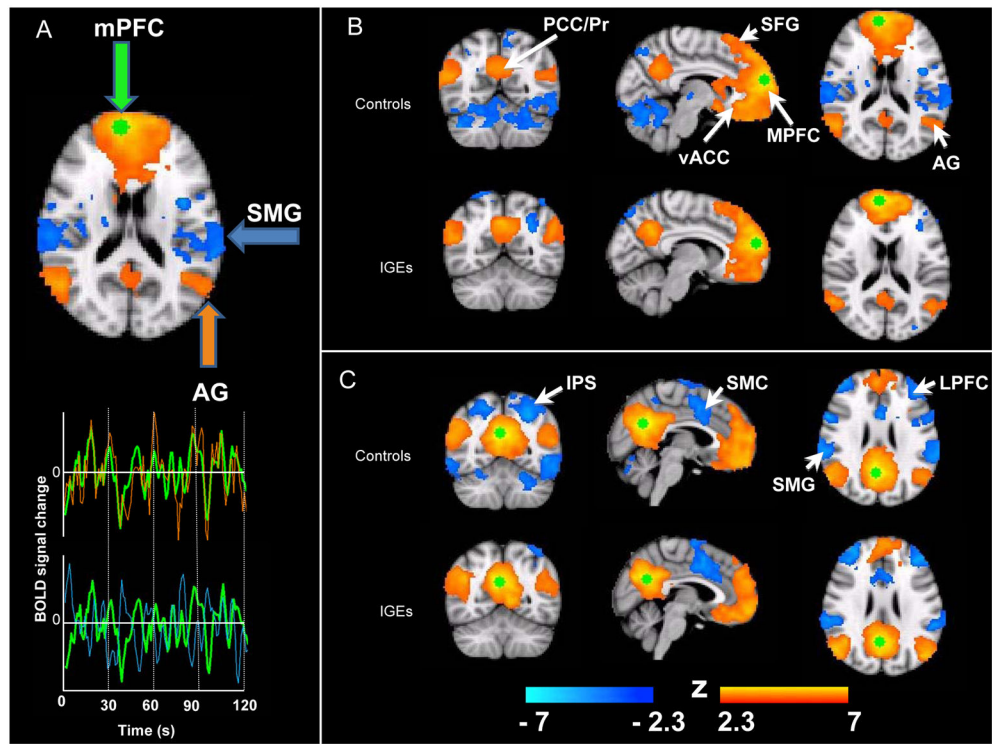 A
mPFC
SMG
AG
BOLD signal change
0
0
0 30 60 90 120
Time (s)
B
PCC/Pr
SFG
Controls
vACC
MPFC
AG
IGEs
C
IPS
SMC
LPFC
Controls
SMG
IGEs
z
- 7 - 2.3 2.3 7